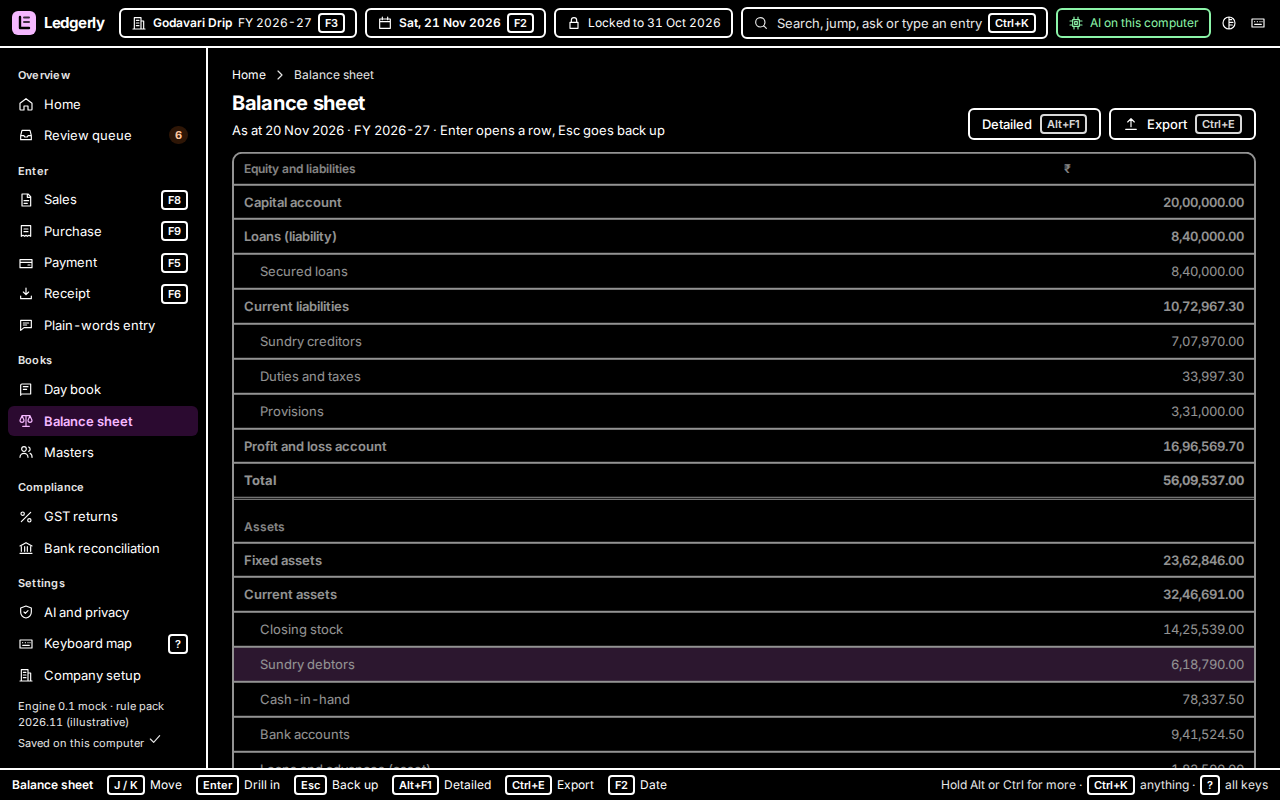 Ledgerly
Godavari Drip FY 2026-27 F3
Sat, 21 Nov 2026 F2
Locked to 31 Oct 2026
Search, jump, ask or type an entry Ctrl+K
AI on this computer
Overview
Home
Review queue 6
Enter
Sales F8
Purchase F9
Payment F5
Receipt F6
Plain-words entry
Books
Day book
Balance sheet
Masters
Compliance
GST returns
Bank reconciliation
Settings
AI and privacy
Keyboard map ?
Company setup
Engine 0.1 mock · rule pack
2026.11 (illustrative)
Saved on this computer
Home > Balance sheet
Balance sheet
As at 20 Nov 2026 · FY 2026-27 · Enter opens a row, Esc goes back up
Detailed Alt+F1
Export Ctrl+E
Equity and liabilities ₹
Capital account 20,00,000.00
Loans (liability) 8,40,000.00
Secured loans 8,40,000.00
Current liabilities 10,72,967.30
Sundry creditors 7,07,970.00
Duties and taxes 33,997.30
Provisions 3,31,000.00
Profit and loss account 16,96,569.70
Total 56,09,537.00
Assets
Fixed assets 23,62,846.00
Current assets 32,46,691.00
Closing stock 14,25,539.00
Sundry debtors 6,18,790.00
Cash-in-hand 78,337.50
Bank accounts 9,41,524.50
Loans and advances (asset)
Balance sheet J / K Move Enter Drill in Esc Back up Alt+F1 Detailed Ctrl+E Export F2 Date
Hold Alt or Ctrl for more · Ctrl+K anything · ? all keys